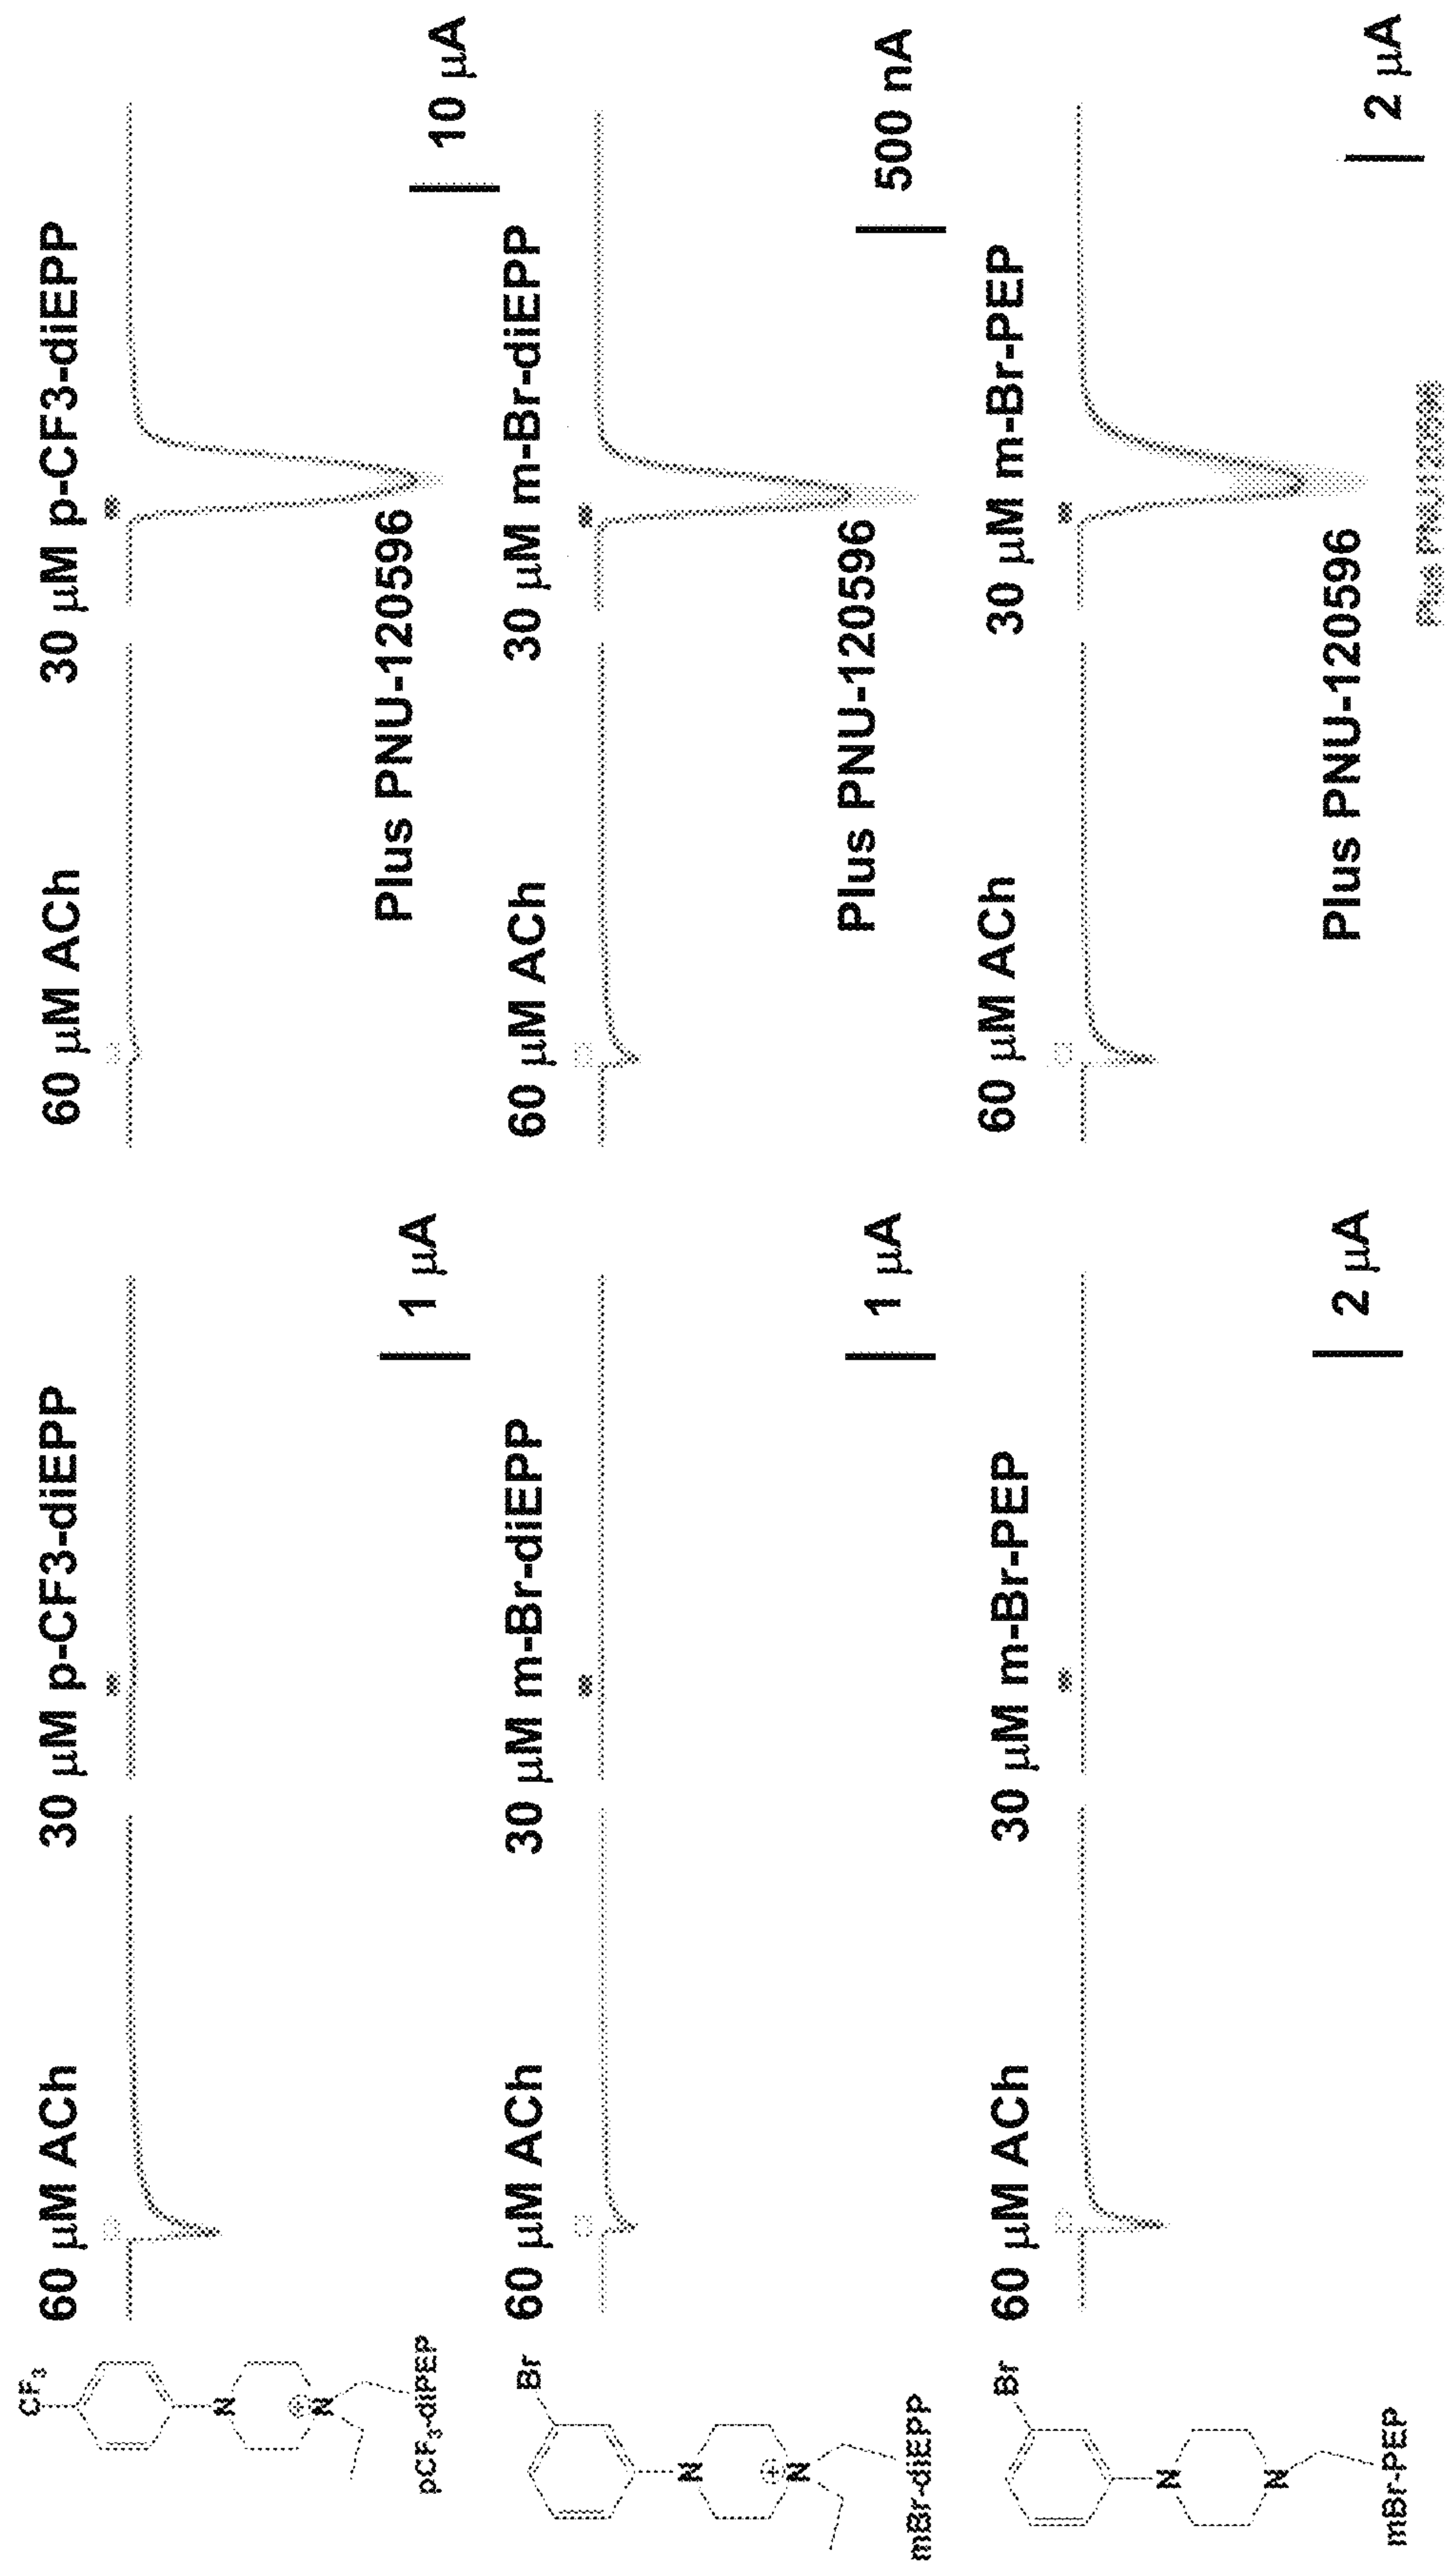 CF₃
60 μM ACh
30 μM p-CF3-diEPP
60 μM ACh
30 μM p-CF3-diEPP
N
⊕
N
pCF₃-diPEP
1 μA
Plus PNU-120596
10 μA
Br
60 μM ACh
30 μM m-Br-diEPP
60 μM ACh
30 μM m-Br-diEPP
N
⊕
N
mBr-diEPP
1 μA
Plus PNU-120596
500 nA
Br
60 μM ACh
30 μM m-Br-PEP
60 μM ACh
30 μM m-Br-PEP
N
N
mBr-PEP
2 μA
Plus PNU-120596
2 μA